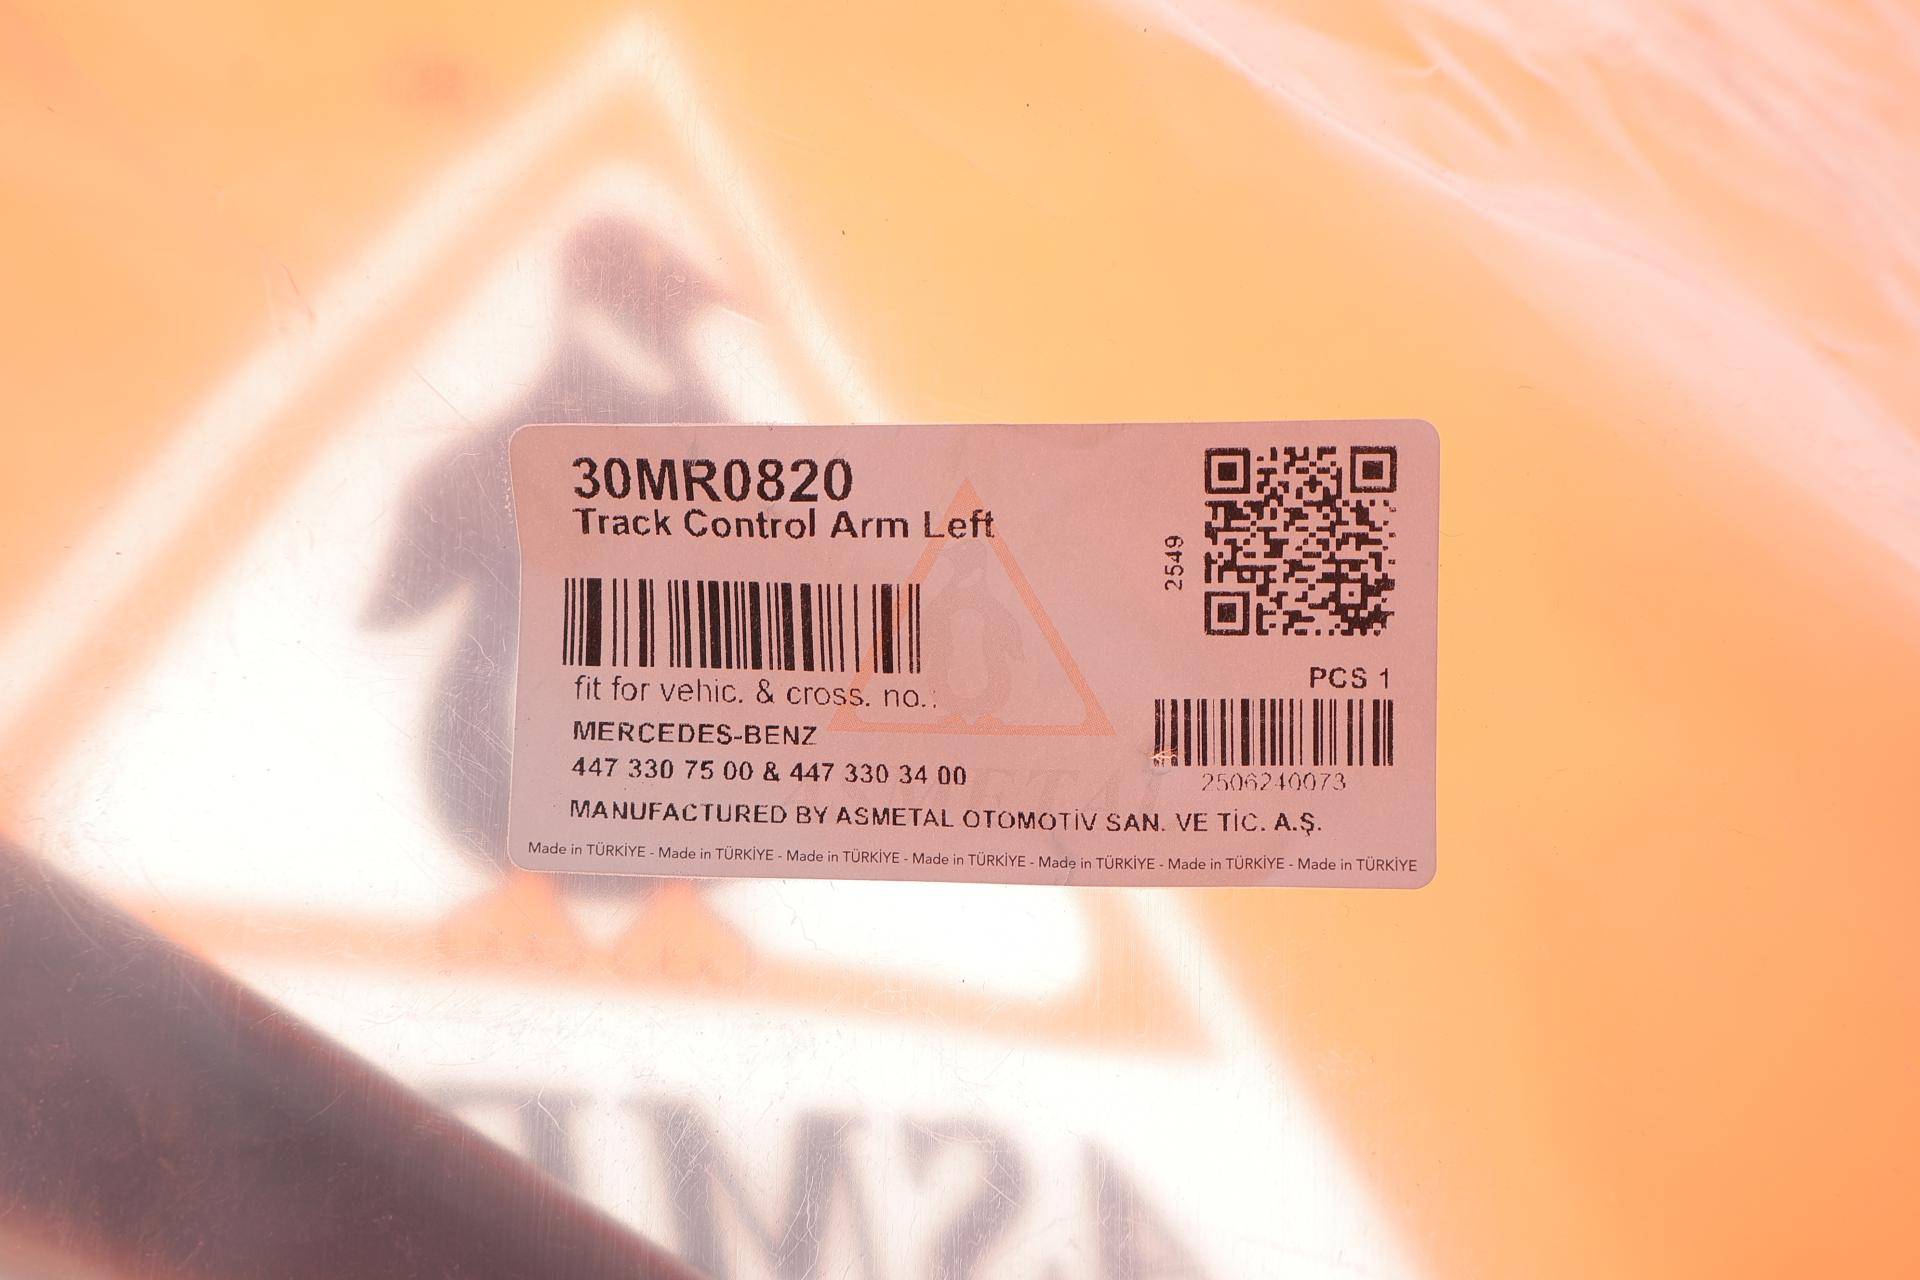 30MR0820
Track Control Arm Left
2549
fit for vehic. & cross. no.:
PCS 1
MERCEDES-BENZ
447 330 75 00 & 447 330 34 00
2506240073
MANUFACTURED BY ASMETAL OTOMOTİV SAN. VE TİC. A.Ş.
Made in TÜRKİYE - Made in TÜRKİYE - Made in TÜRKİYE - Made in TÜRKİYE - Made in TÜRKİYE - Made in TÜRKİYE - Made in TÜRKİYE